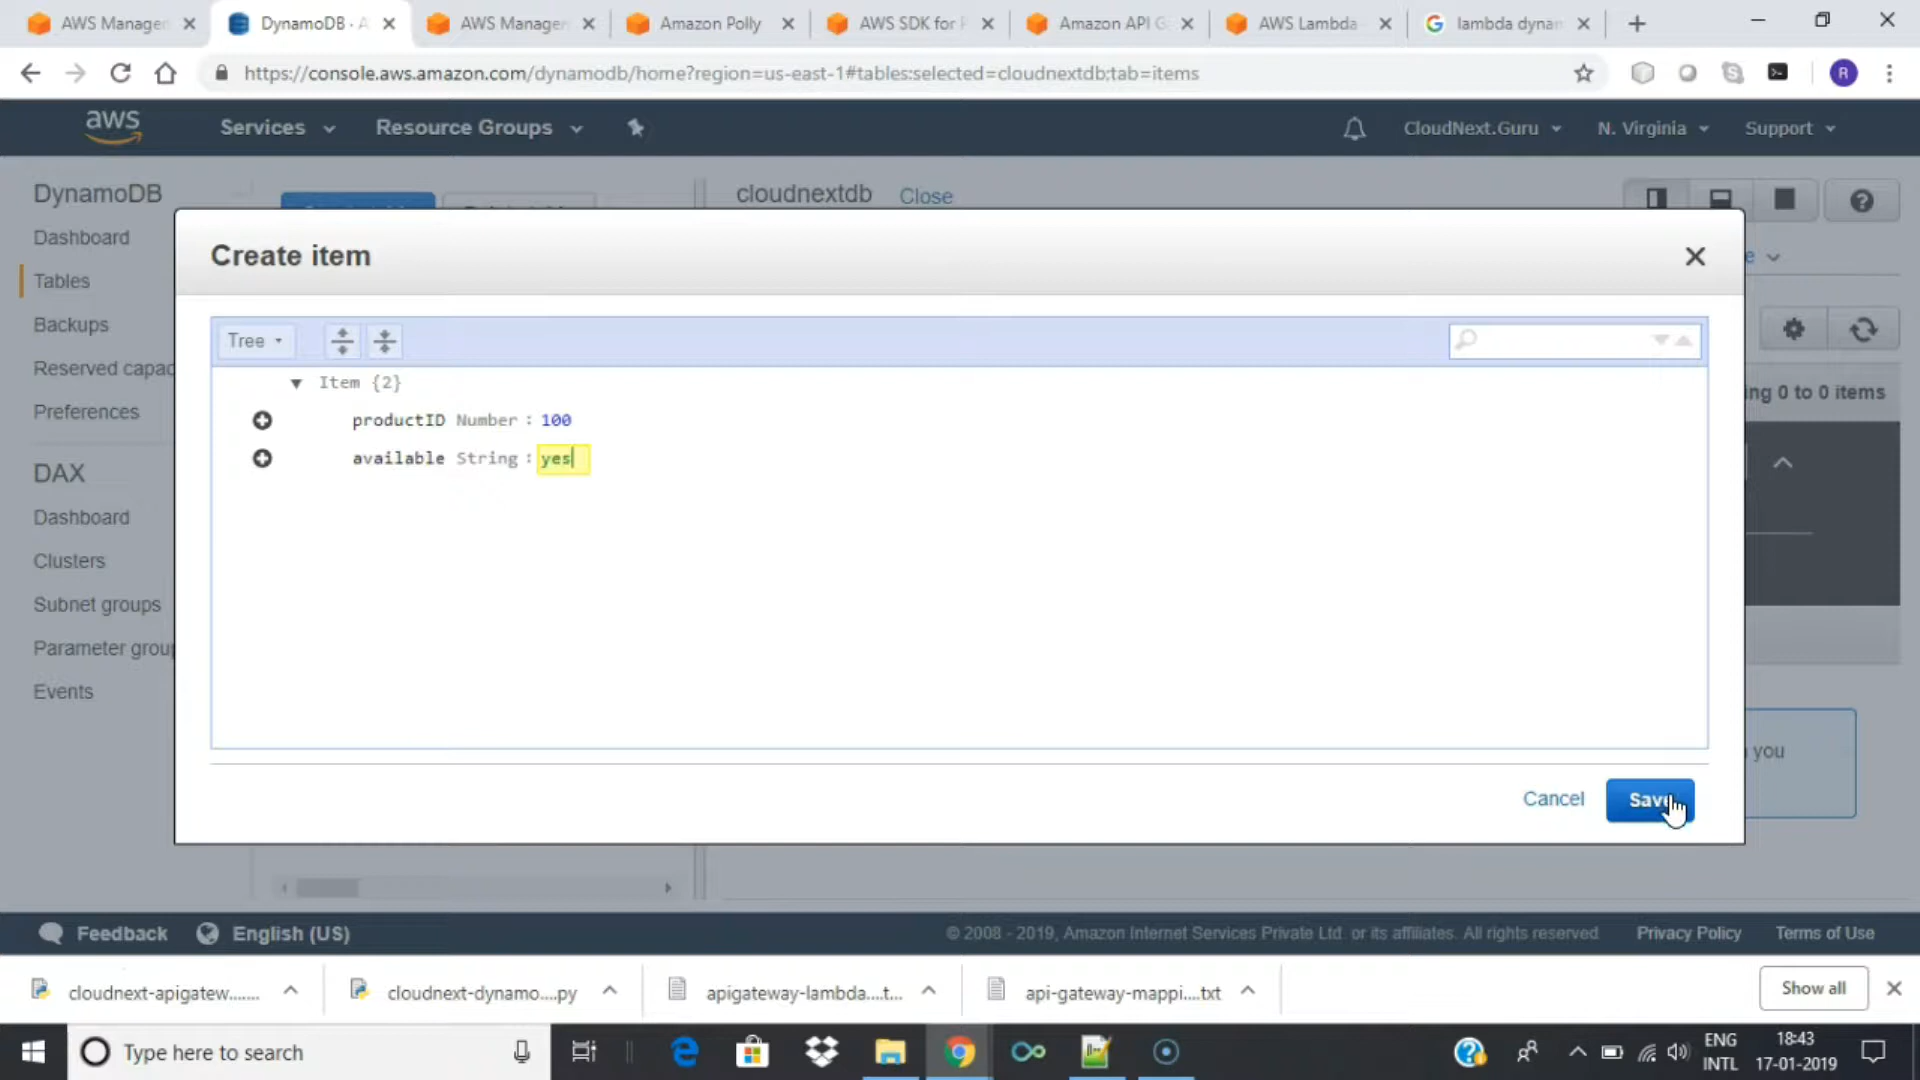 AWS Managem
DynamoDB · A
AWS Managem
Amazon Polly
AWS SDK for P
Amazon API G
AWS Lambda
lambda dynam
https://console.aws.amazon.com/dynamodb/home?region=us-east-1#tables:selected=cloudnextdb;tab=items
R
aws
Services
Resource Groups
CloudNext.Guru
N. Virginia
Support
DynamoDB
Dashboard
Tables
Backups
Reserved capac
Preferences
DAX
Dashboard
Clusters
Subnet groups
Parameter group
Events
cloudnextdb
Close
Create item
Tree
Item {2}
productID Number : 100
available String : yes
ng 0 to 0 items
you
Cancel
Save
Feedback
English (US)
© 2008 - 2019, Amazon Internet Services Private Ltd. or its affiliates. All rights reserved.
Privacy Policy
Terms of Use
cloudnext-apigatew.......
cloudnext-dynamo....py
apigateway-lambda....t...
api-gateway-mappi....txt
Show all
Type here to search
ENG
INTL
18:43
17-01-2019